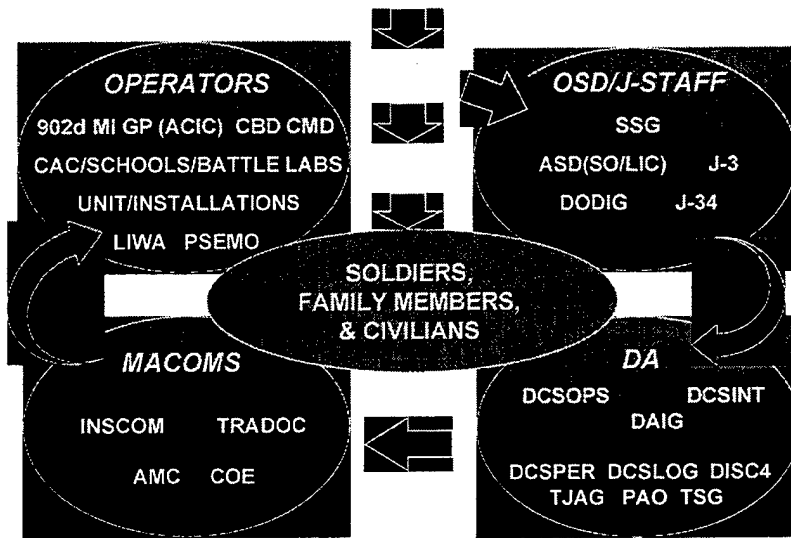 OPERATORS
902d MI GP (ACIC) CBD CMD
CAC/SCHOOLS/BATTLE LABS
UNIT/INSTALLATIONS
LIWA PSEMO
OSD/J-STAFF
SSG
ASD(SO/LIC) J-3
DODIG J-34
SOLDIERS,
FAMILY MEMBERS,
& CIVILIANS
MACOMS
INSCOM TRADOC
AMC COE
DA
DCSOPS DCSINT
DAIG
DCSPER DCSLOG DISC4
TJAG PAO TSG